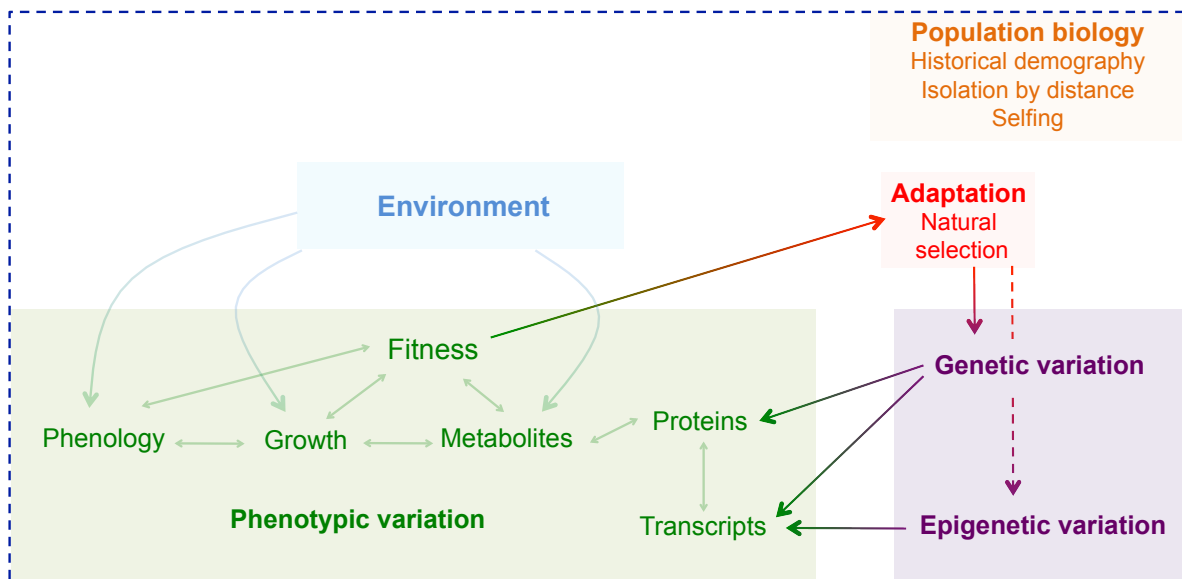 Population biology
Historical demography
Isolation by distance
Selfing
Environment
Adaptation
Natural
selection
Fitness
Genetic variation
Proteins
Phenology
Growth
Metabolites
Phenotypic variation
Transcripts
Epigenetic variation